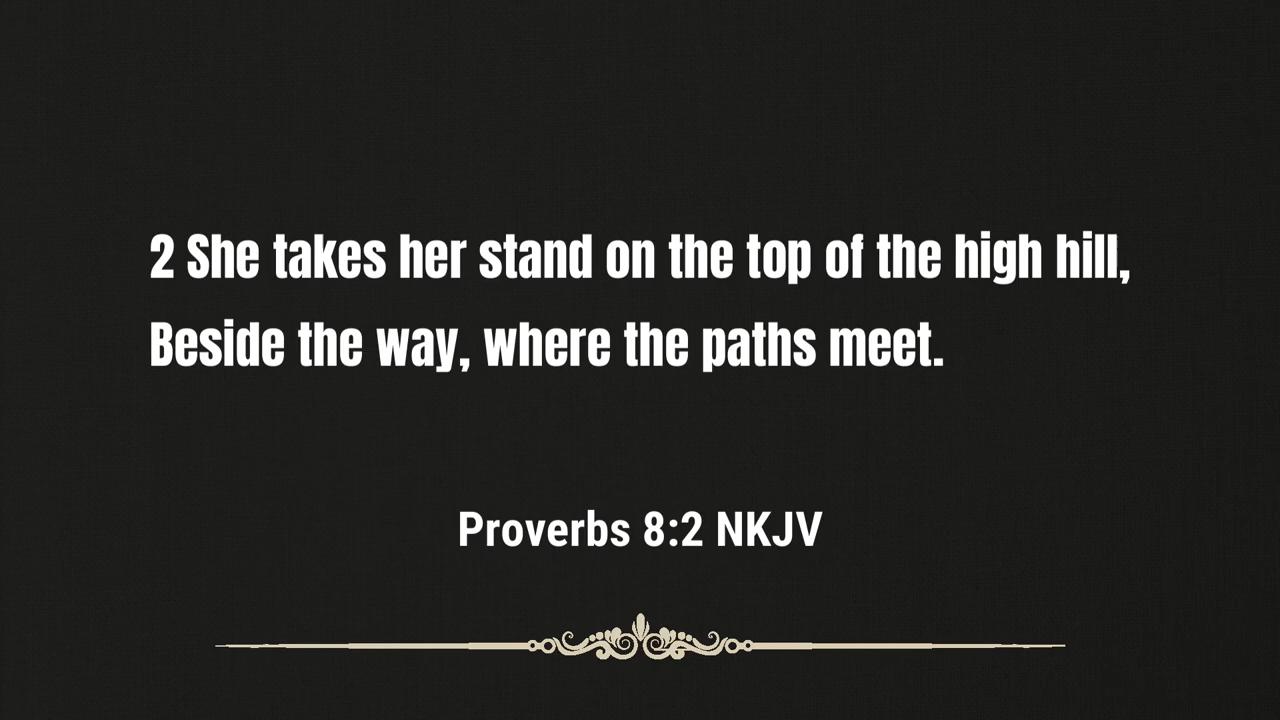 2 She takes her stand on the top of the high hill,
Beside the way, where the paths meet.
Proverbs 8:2 NKJV